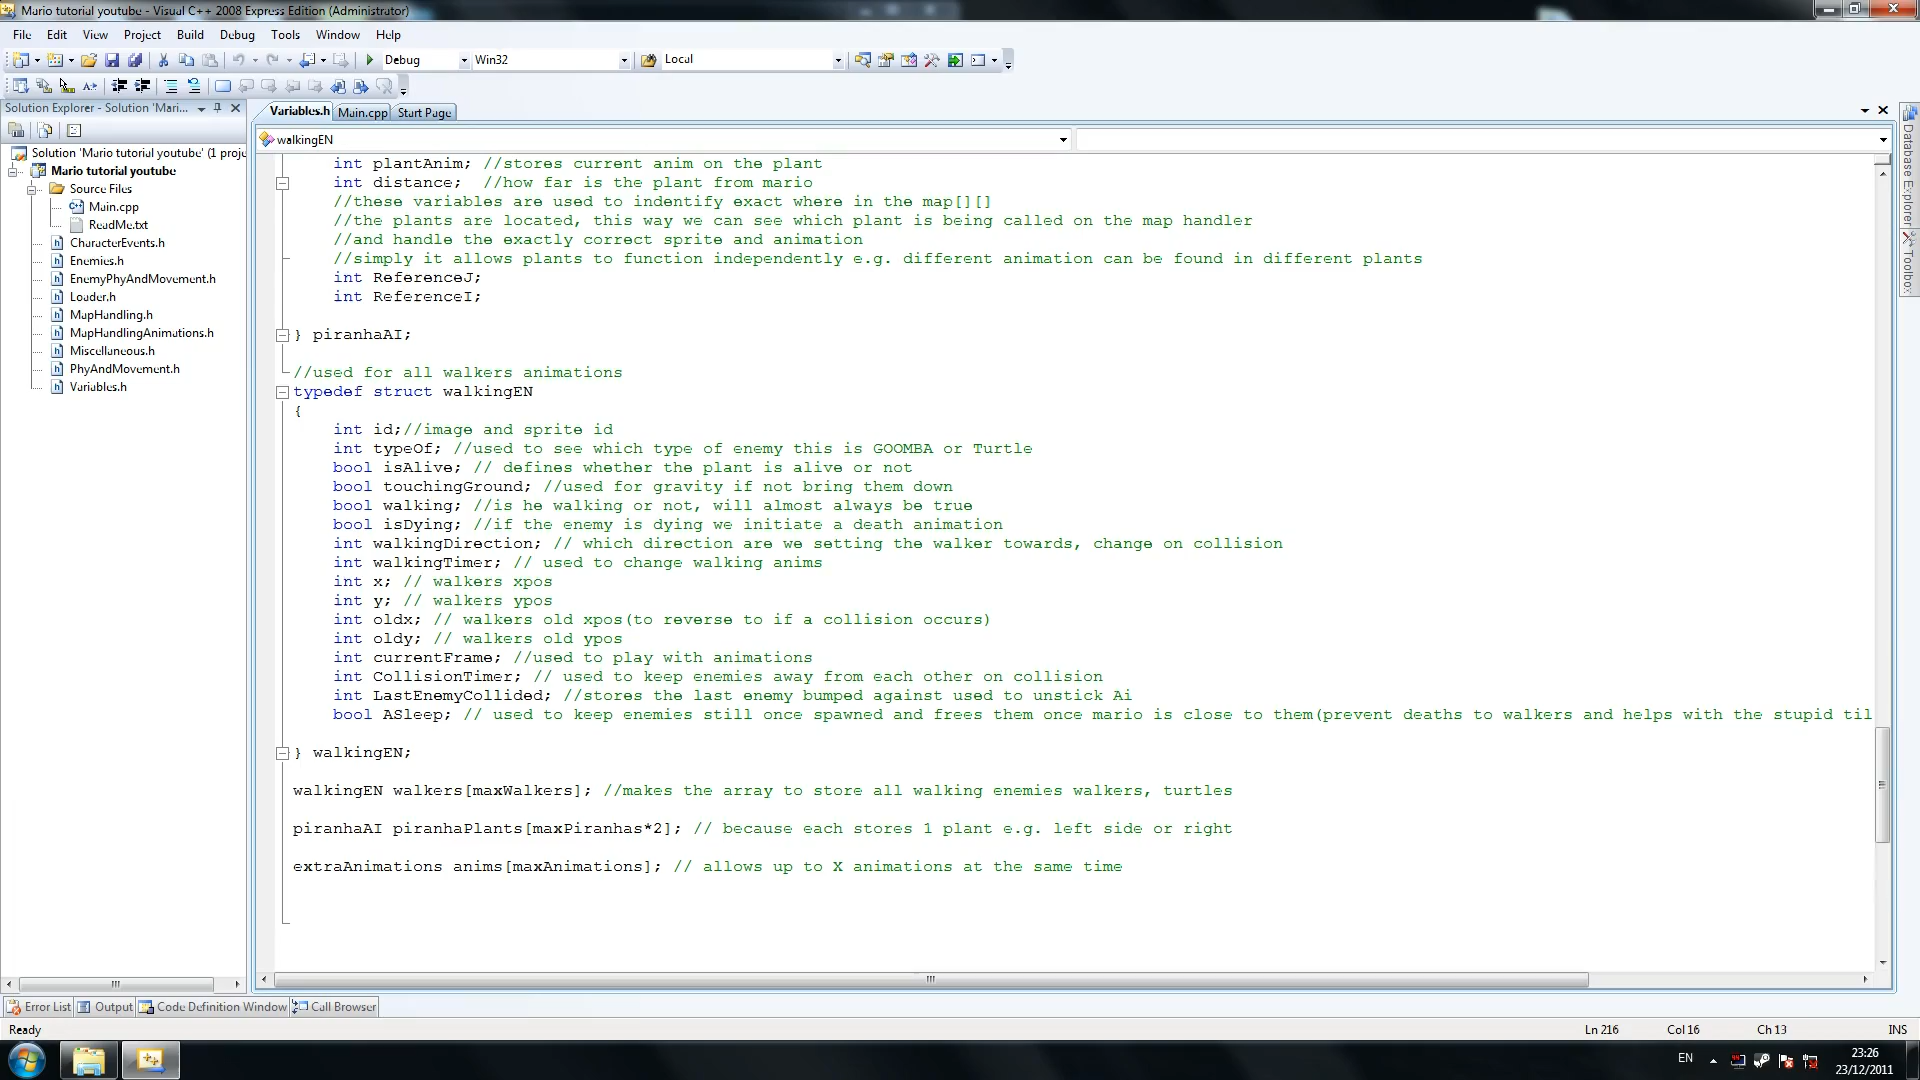 Mario tutorial youtube - Visual C++ 2008 Express Edition (Administrator)
File Edit View Project Build Debug Tools Window Help
Debug Win32 Local
Solution Explorer - Solution 'Mari...
Variables.h Main.cpp Start Page
walkingEN
Solution 'Mario tutorial youtube' (1 proje
Mario tutorial youtube
Source Files
Main.cpp
ReadMe.txt
CharacterEvents.h
Enemies.h
EnemyPhyAndMovement.h
Loader.h
MapHandling.h
MapHandlingAnimations.h
Miscellaneous.h
PhyAndMovement.h
Variables.h
int plantAnim; //stores current anim on the plant
int distance; //how far is the plant from mario
//these variables are used to indentify exact where in the map[][]
//the plants are located, this way we can see which plant is being called on the map handler
//and handle the exactly correct sprite and animation
//simply it allows plants to function independently e.g. different animation can be found in different plants
int ReferenceJ;
int ReferenceI;
} piranhaAI;
//used for all walkers animations
typedef struct walkingEN
{
int id;//image and sprite id
int typeOf; //used to see which type of enemy this is GOOMBA or Turtle
bool isAlive; // defines whether the plant is alive or not
bool touchingGround; //used for gravity if not bring them down
bool walking; //is he walking or not, will almost always be true
bool isDying; //if the enemy is dying we initiate a death animation
int walkingDirection; // which direction are we setting the walker towards, change on collision
int walkingTimer; // used to change walking anims
int x; // walkers xpos
int y; // walkers ypos
int oldx; // walkers old xpos(to reverse to if a collision occurs)
int oldy; // walkers old ypos
int currentFrame; //used to play with animations
int CollisionTimer; // used to keep enemies away from each other on collision
int LastEnemyCollided; //stores the last enemy bumped against used to unstick Ai
bool ASleep; // used to keep enemies still once spawned and frees them once mario is close to them(prevent deaths to walkers and helps with the stupid til
} walkingEN;
walkingEN walkers[maxWalkers]; //makes the array to store all walking enemies walkers, turtles
piranhaAI piranhaPlants[maxPiranhas*2]; // because each stores 1 plant e.g. left side or right
extraAnimations anims[maxAnimations]; // allows up to X animations at the same time
Database Explorer
Toolbox
Error List Output Code Definition Window Call Browser
Ready Ln 216 Col 16 Ch 13 INS
EN 23:26
23/12/2011